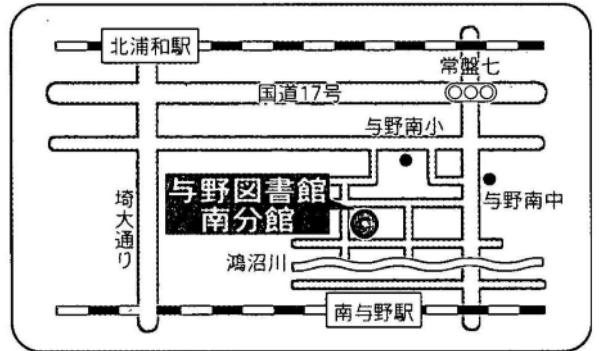 北浦和駅
常盤七
国道17号
与野南小
与野図書館
南分館
与野南中
埼大通り
鴻沼川
南与野駅